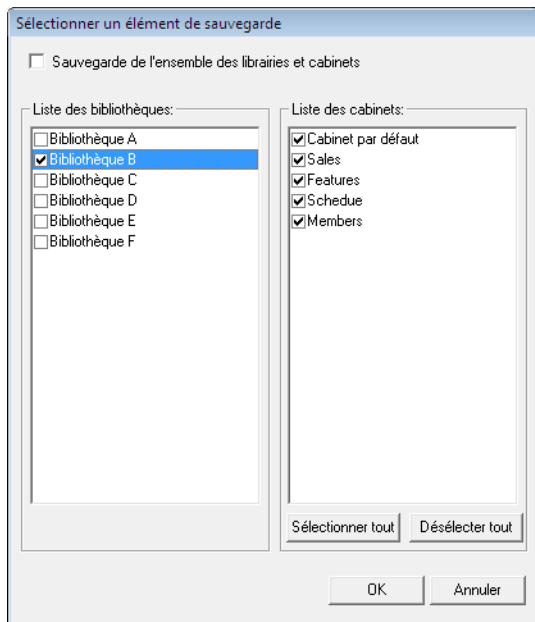 Sélectionner un élément de sauvegarde
Sauvegarde de l'ensemble des librairies et cabinets
Liste des bibliothèques:
Bibliothèque A
Bibliothèque B
Bibliothèque C
Bibliothèque D
Bibliothèque E
Bibliothèque F
Liste des cabinets:
Cabinet par défaut
Sales
Features
Schedue
Members
Sélectionner tout
Désélecter tout
OK
Annuler